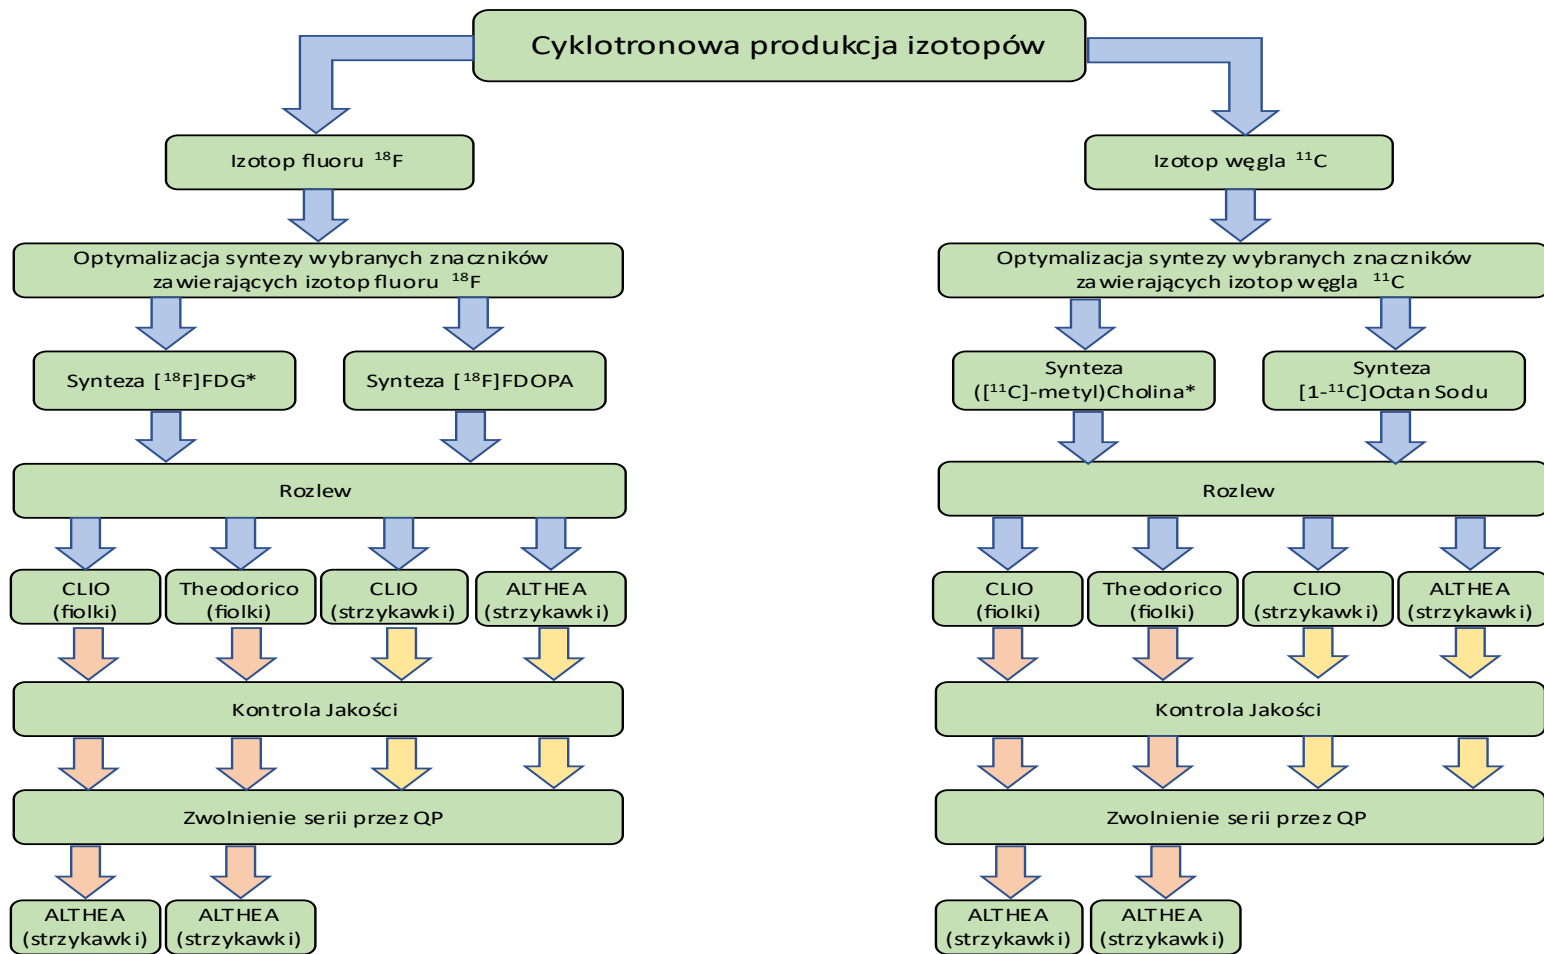 Cyklotronowa produkcja izotopów
Izotop fluoru ¹⁸F
Izotop węgla ¹¹C
Optymalizacja syntezy wybranych znaczników
zawierających izotop fluoru ¹⁸F
Optymalizacja syntezy wybranych znaczników
zawierających izotop węgla ¹¹C
Synteza [¹⁸F]FDG*
Synteza [¹⁸F]FDOPA
Synteza
([¹¹C]-metyl)Cholina*
Synteza
[1-¹¹C]Octan Sodu
Rozlew
Rozlew
CLIO
(fiolki)
Theodorico
(fiolki)
CLIO
(strzykawki)
ALTHEA
(strzykawki)
CLIO
(fiolki)
Theodorico
(fiolki)
CLIO
(strzykawki)
ALTHEA
(strzykawki)
Kontrola Jakości
Kontrola Jakości
Zwolnienie serii przez QP
Zwolnienie serii przez QP
ALTHEA
(strzykawki)
ALTHEA
(strzykawki)
ALTHEA
(strzykawki)
ALTHEA
(strzykawki)